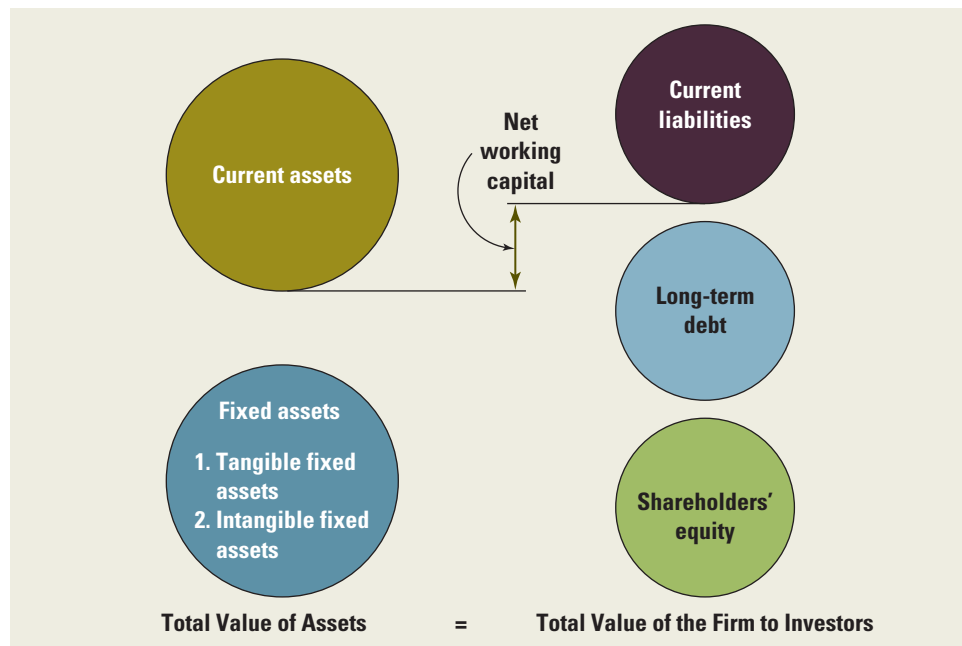 Current assets
Net
working
capital
Current
liabilities
Long-term
debt
Fixed assets
1. Tangible fixed
assets
2. Intangible fixed
assets
Shareholders’
equity
Total Value of Assets = Total Value of the Firm to Investors